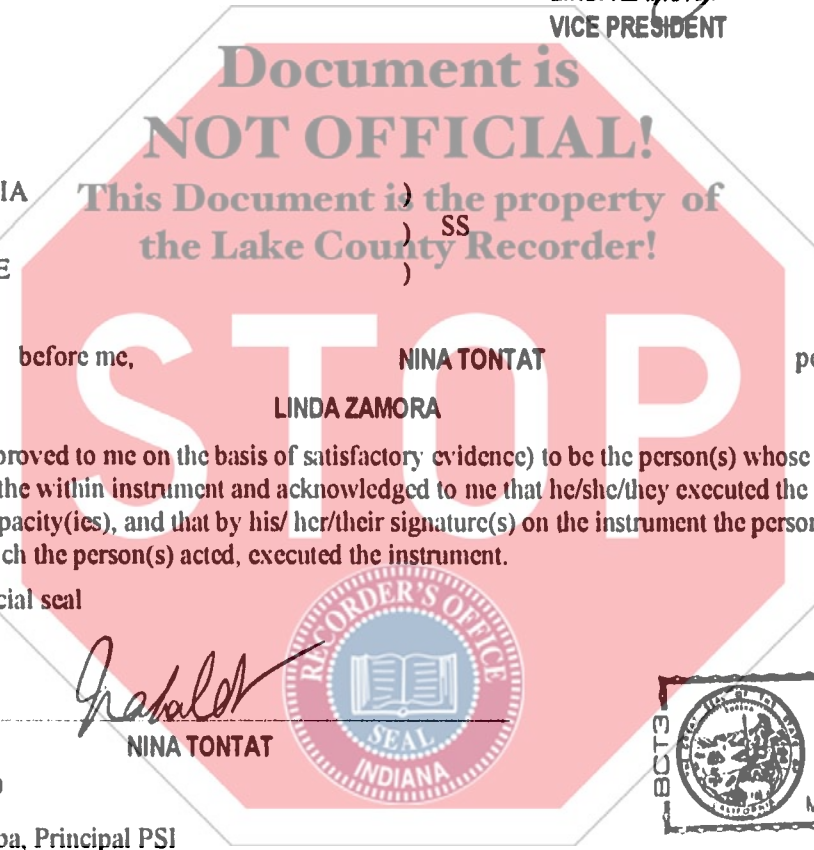 VICE PRESIDENT
Document is
NOT OFFICIAL!
IA This Document is the property of )
the Lake County Recorder! ) SS
E )
STOP
before me, NINA TONTAT
LINDA ZAMORA
proved to me on the basis of satisfactory evidence) to be the person(s) whose
the within instrument and acknowledged to me that he/she/they executed the
pacity(ies), and that by his/ her/their signature(s) on the instrument the person
ch the person(s) acted, executed the instrument.
cial seal
RECORDER'S OFFICE
SEAL
INDIANA
NINA TONTAT
BCT3
CALIFORNIA
pa, Principal PSI